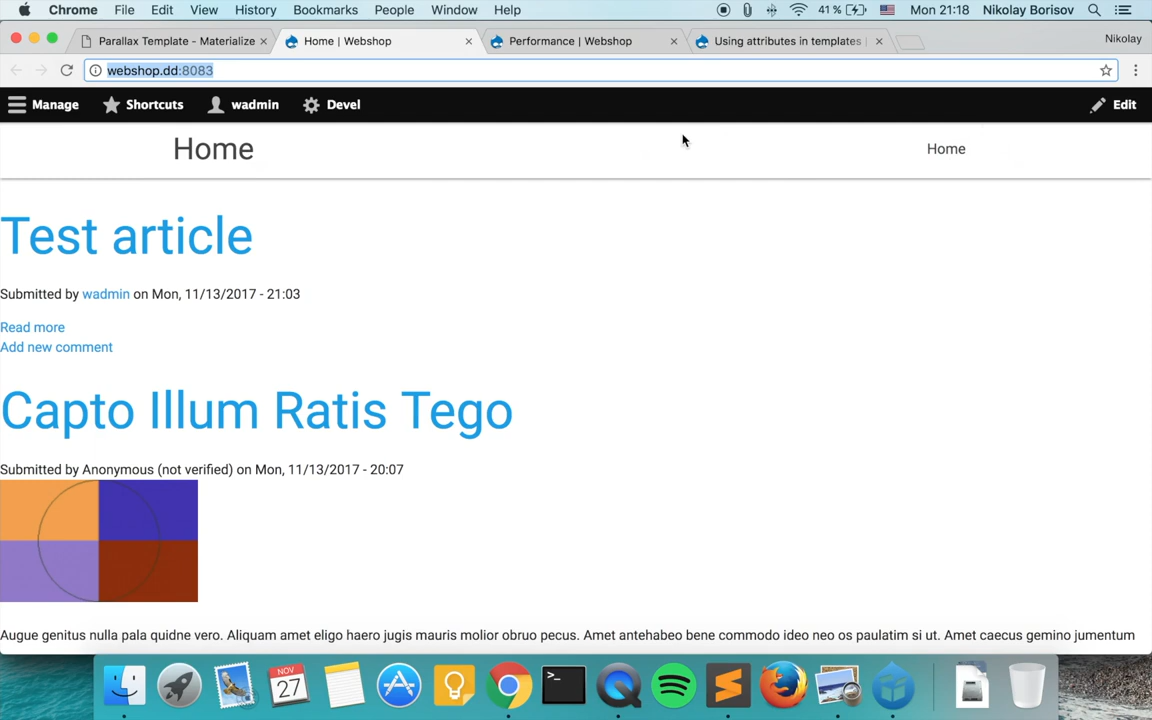 Chrome File Edit View History Bookmarks People Window Help 41 % Mon 21:18 Nikolay Borisov
Parallax Template - Materialize Home | Webshop Performance | Webshop Using attributes in templates | Nikolay
webshop.dd:8083
Manage Shortcuts wadmin Devel Edit
Home Home
Test article
Submitted by wadmin on Mon, 11/13/2017 - 21:03
Read more
Add new comment
Capto Illum Ratis Tego
Submitted by Anonymous (not verified) on Mon, 11/13/2017 - 20:07
Augue genitus nulla pala quidne vero. Aliquam amet eligo haero jugis mauris molior obruo pecus. Amet antehabeo bene commodo ideo neo os paulatim si ut. Amet caecus gemino jumentum
NOV
27